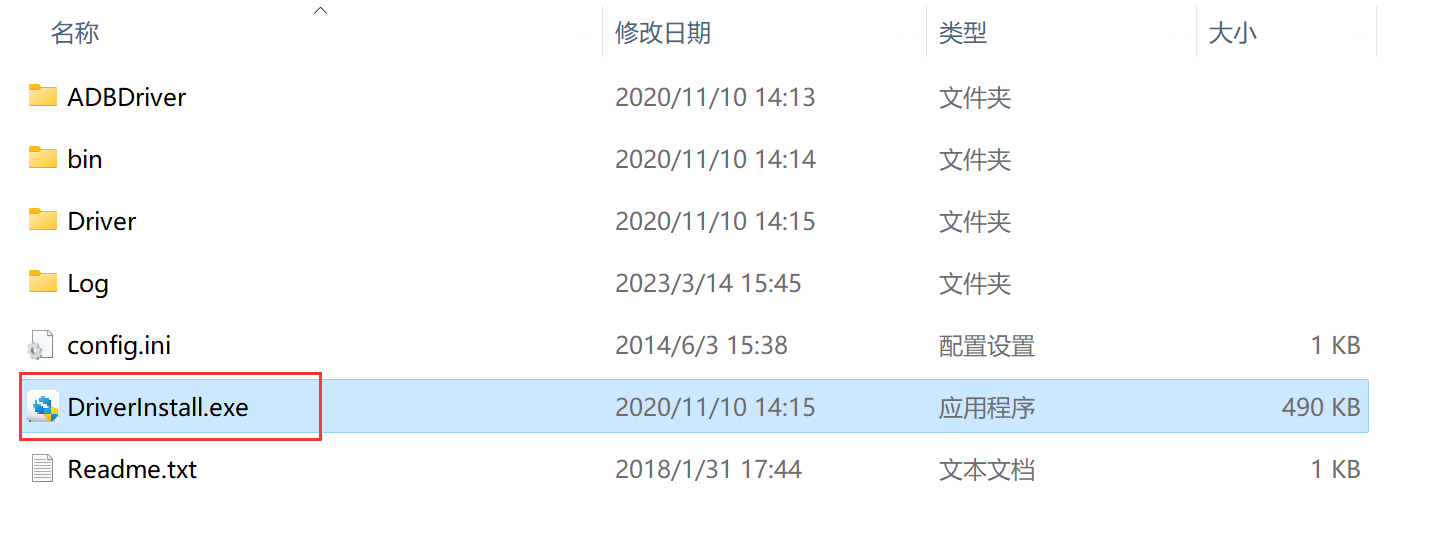 名称 修改日期 类型 大小
ADBDriver 2020/11/10 14:13 文件夹
bin 2020/11/10 14:14 文件夹
Driver 2020/11/10 14:15 文件夹
Log 2023/3/14 15:45 文件夹
config.ini 2014/6/3 15:38 配置设置 1 KB
DriverInstall.exe 2020/11/10 14:15 应用程序 490 KB
Readme.txt 2018/1/31 17:44 文本文档 1 KB